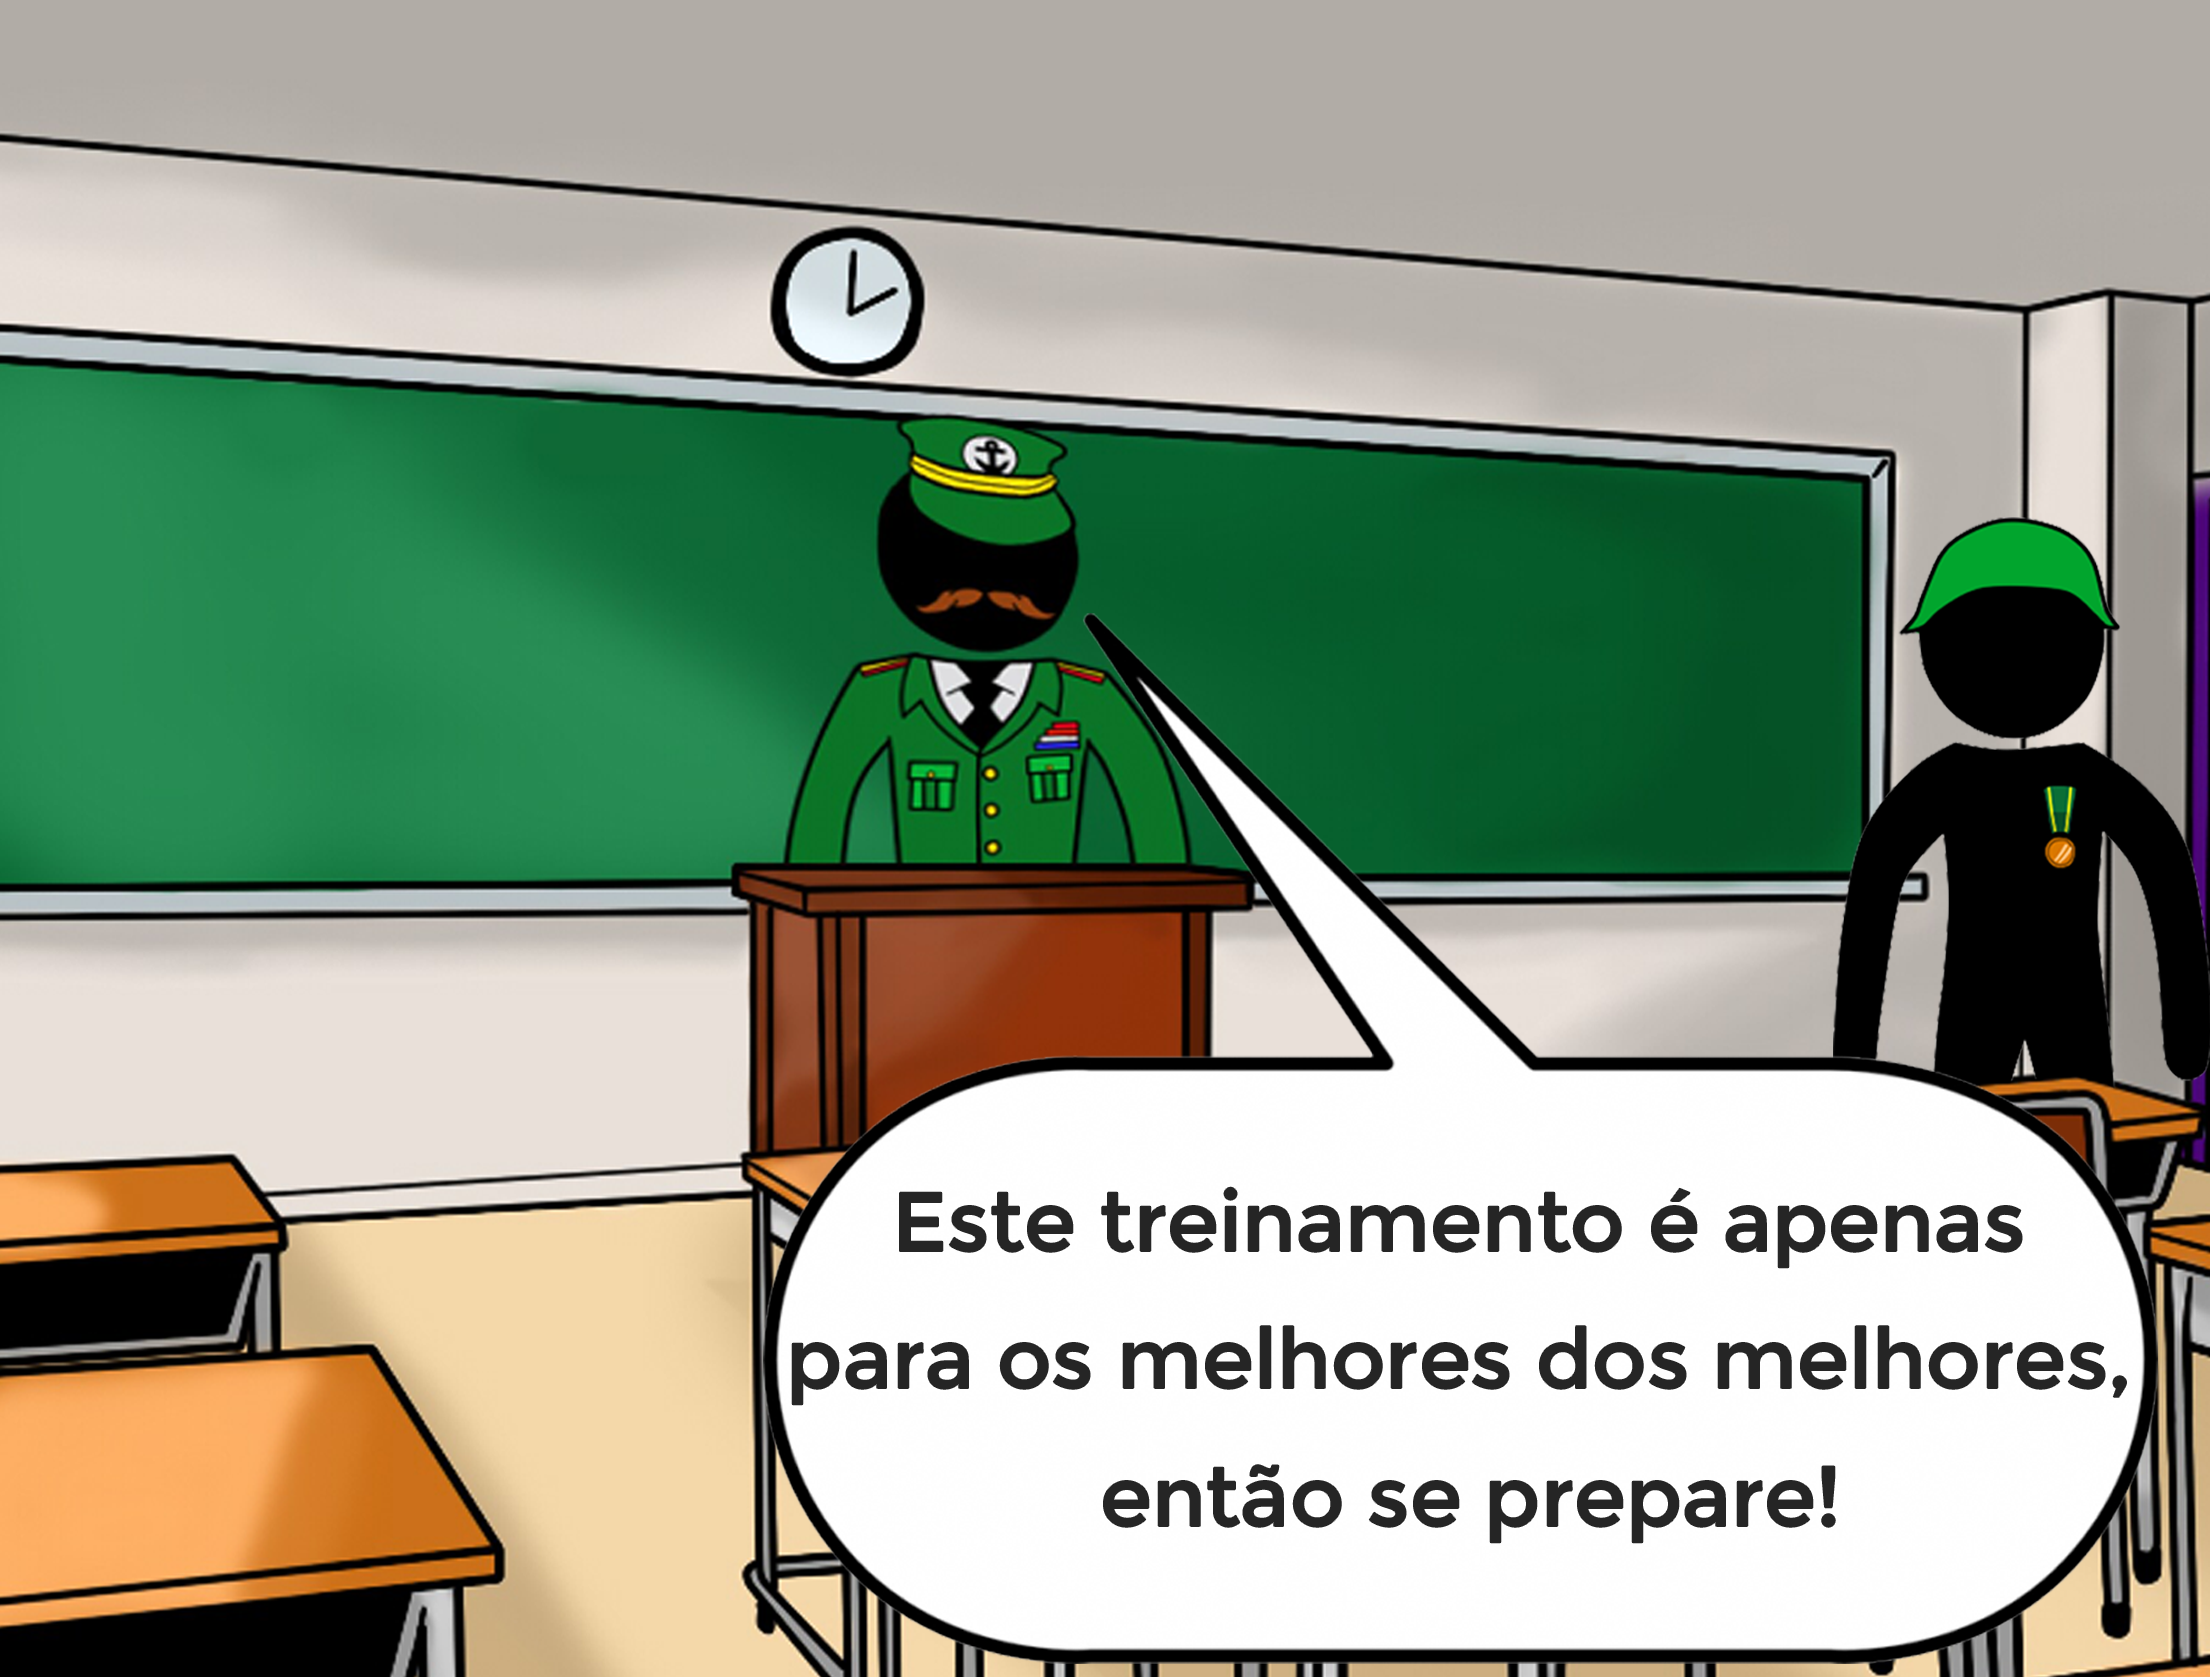 Este treinamento é apenas
para os melhores dos melhores,
então se prepare!